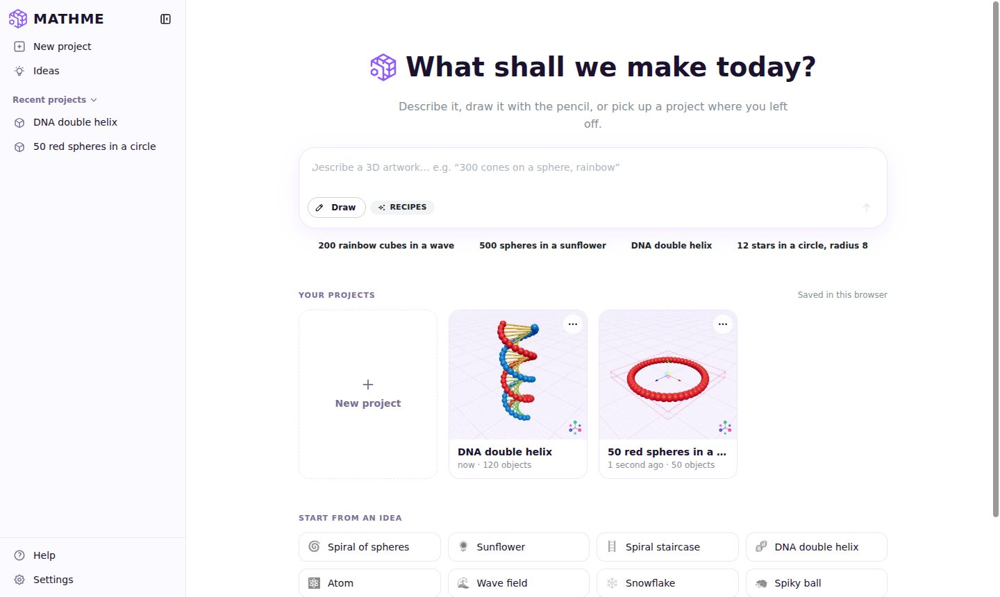 MATHME
New project
Ideas
Recent projects
DNA double helix
50 red spheres in a circle
Help
Settings
What shall we make today?
Describe it, draw it with the pencil, or pick up a project where you left
off.
Describe a 3D artwork... e.g. “300 cones on a sphere, rainbow”
Draw
RECIPES
200 rainbow cubes in a wave
500 spheres in a sunflower
DNA double helix
12 stars in a circle, radius 8
YOUR PROJECTS
Saved in this browser
New project
DNA double helix
now · 120 objects
50 red spheres in a ...
1 second ago · 50 objects
START FROM AN IDEA
Spiral of spheres
Sunflower
Spiral staircase
DNA double helix
Atom
Wave field
Snowflake
Spiky ball